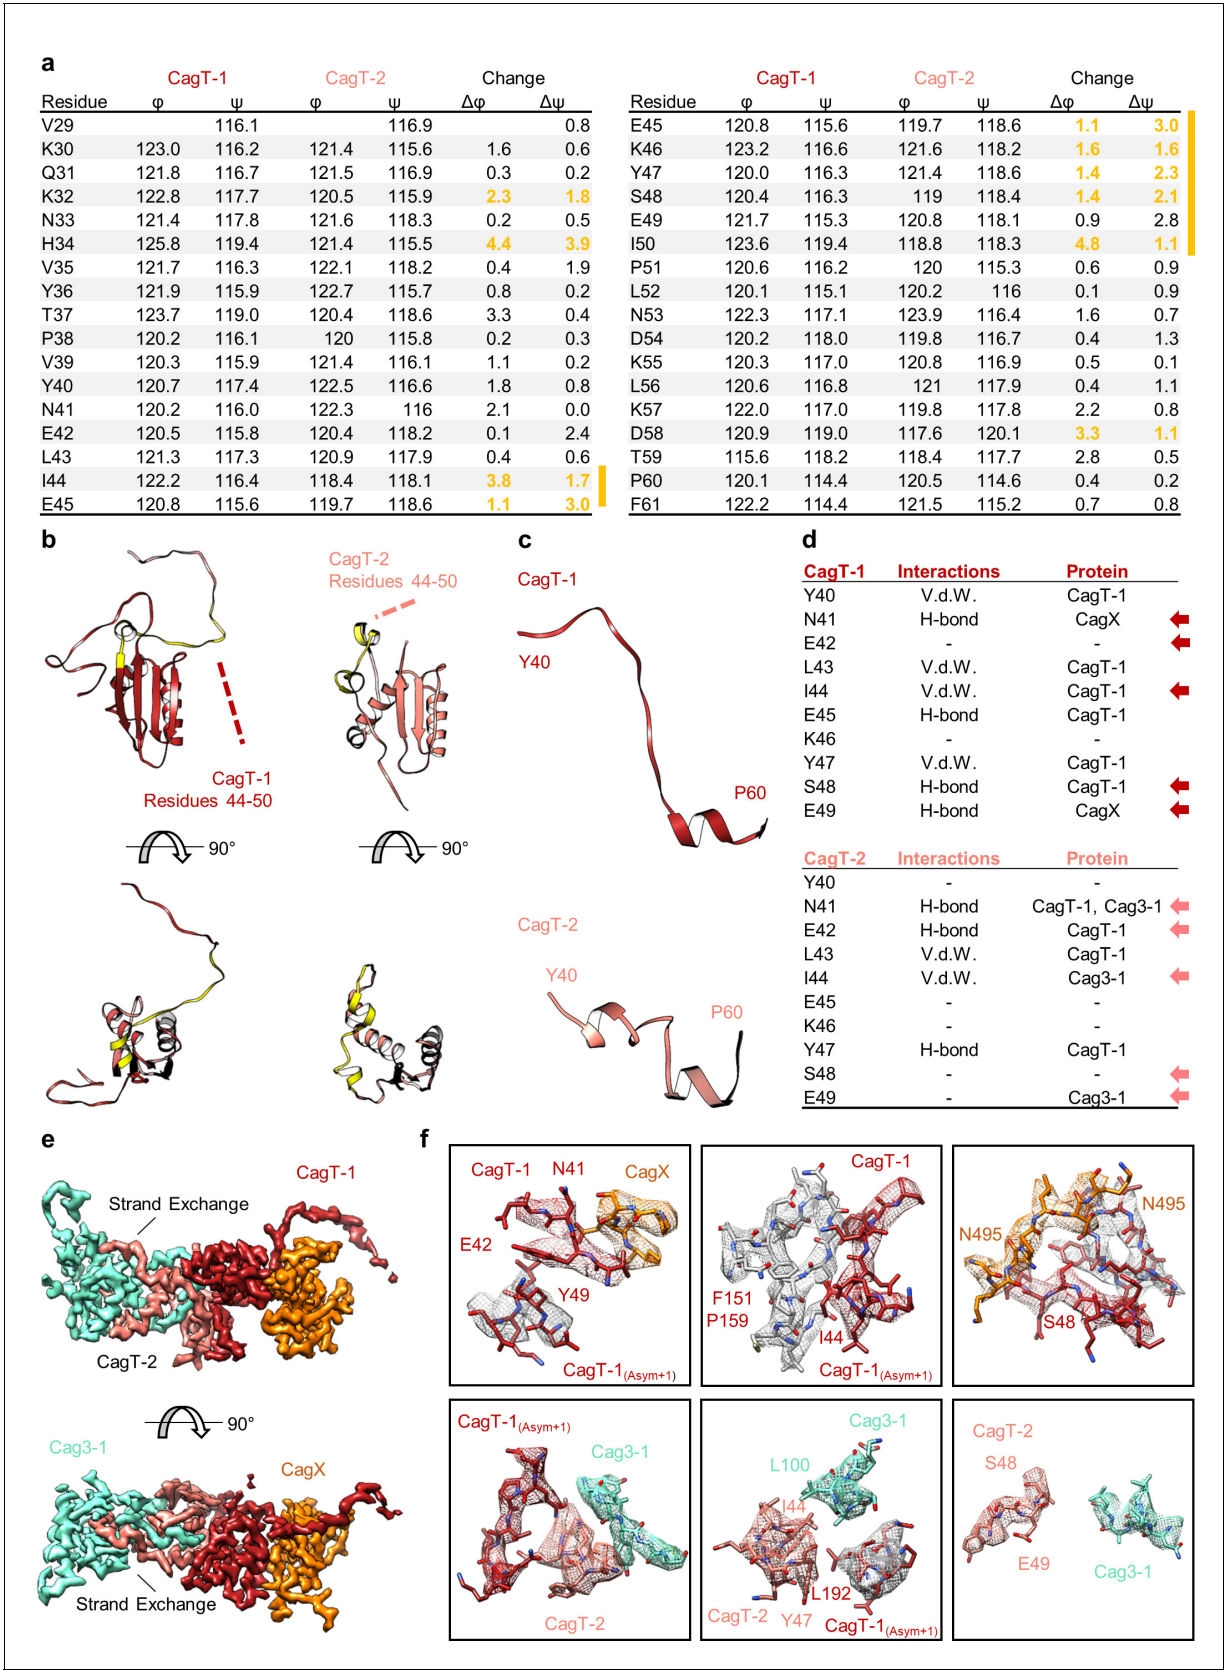 a
CagT-1 CagT-2 Change
Residue φ ψ φ ψ Δφ Δψ
V29 116.1 116.9 0.8
K30 123.0 116.2 121.4 115.6 1.6 0.6
Q31 121.8 116.7 121.5 116.9 0.3 0.2
K32 122.8 117.7 120.5 115.9 2.3 1.8
N33 121.4 117.8 121.6 118.3 0.2 0.5
H34 125.8 119.4 121.4 115.5 4.4 3.9
V35 121.7 116.3 122.1 118.2 0.4 1.9
Y36 121.9 115.9 122.7 115.7 0.8 0.2
T37 123.7 119.0 120.4 118.6 3.3 0.4
P38 120.2 116.1 120 115.8 0.2 0.3
V39 120.3 115.9 121.4 116.1 1.1 0.2
Y40 120.7 117.4 122.5 116.6 1.8 0.8
N41 120.2 116.0 122.3 116 2.1 0.0
E42 120.5 115.8 120.4 118.2 0.1 2.4
L43 121.3 117.3 120.9 117.9 0.4 0.6
I44 122.2 116.4 118.4 118.1 3.8 1.7
E45 120.8 115.6 119.7 118.6 1.1 3.0
CagT-1 CagT-2 Change
Residue φ ψ φ ψ Δφ Δψ
E45 120.8 115.6 119.7 118.6 1.1 3.0
K46 123.2 116.6 121.6 118.2 1.6 1.6
Y47 120.0 116.3 121.4 118.6 1.4 2.3
S48 120.4 116.3 119 118.4 1.4 2.1
E49 121.7 115.3 120.8 118.1 0.9 2.8
I50 123.6 119.4 118.8 118.3 4.8 1.1
P51 120.6 116.2 120 115.3 0.6 0.9
L52 120.1 115.1 120.2 116 0.1 0.9
N53 122.3 117.1 123.9 116.4 1.6 0.7
D54 120.2 118.0 119.8 116.7 0.4 1.3
K55 120.3 117.0 120.8 116.9 0.5 0.1
L56 120.6 116.8 121 117.9 0.4 1.1
K57 122.0 117.0 119.8 117.8 2.2 0.8
D58 120.9 119.0 117.6 120.1 3.3 1.1
T59 115.6 118.2 118.4 117.7 2.8 0.5
P60 120.1 114.4 120.5 114.6 0.4 0.2
F61 122.2 114.4 121.5 115.2 0.7 0.8
b
CagT-2
Residues 44-50
CagT-1
Residues 44-50
90°
90°
c
CagT-1
Y40
P60
CagT-2
Y40
P60
d
CagT-1 Interactions Protein
Y40 V.d.W. CagT-1
N41 H-bond CagX
E42 - -
L43 V.d.W. CagT-1
I44 V.d.W. CagT-1
E45 H-bond CagT-1
K46 - -
Y47 V.d.W. CagT-1
S48 H-bond CagT-1
E49 H-bond CagX
CagT-2 Interactions Protein
Y40 - -
N41 H-bond CagT-1, Cag3-1
E42 H-bond CagT-1
L43 V.d.W. CagT-1
I44 V.d.W. Cag3-1
E45 - -
K46 - -
Y47 H-bond CagT-1
S48 - -
E49 - Cag3-1
e
CagT-1
Strand Exchange
CagT-2
90°
Cag3-1
CagX
Strand Exchange
f
CagT-1 N41 CagX
E42
Y49
CagT-1(Asym+1)
CagT-1
F151
P159
I44
CagT-1(Asym+1)
N495
N495
S48
CagT-1(Asym+1)
Cag3-1
CagT-2
Cag3-1
L100
I44
L192
CagT-2 Y47
CagT-1(Asym+1)
CagT-2
S48
E49
Cag3-1